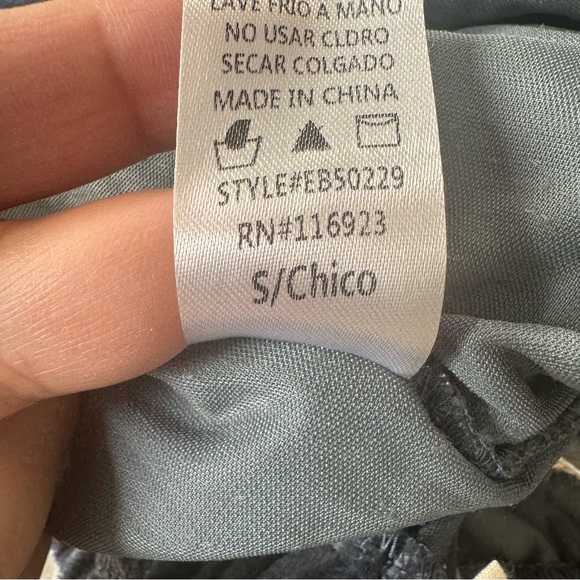 LAVE FRIO A MANO
NO USAR CLDRO
SECAR COLGADO
MADE IN CHINA
STYLE#EB50229
RN#116923
S/Chico